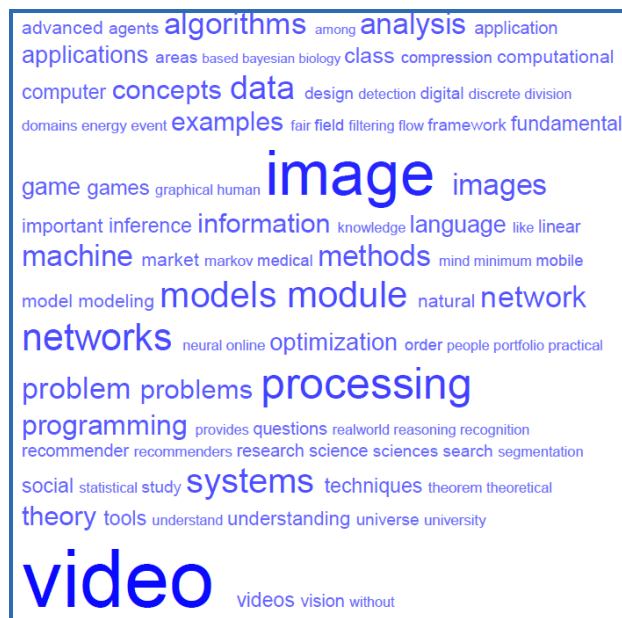 advanced agents algorithms among analysis application
applications areas based bayesian biology class compression computational
computer concepts data design detection digital discrete division
domains energy event examples fair field filtering flow framework fundamental
game games graphical human image images
important inference information knowledge language like linear
machine market markov medical methods mind minimum mobile
model modeling models module natural network
networks neural online optimization order people portfolio practical
problem problems processing
programming provides questions realworld reasoning recognition
recommender recommenders research science sciences search segmentation
social statistical study systems techniques theorem theoretical
theory tools understand understanding universe university
video videos vision without